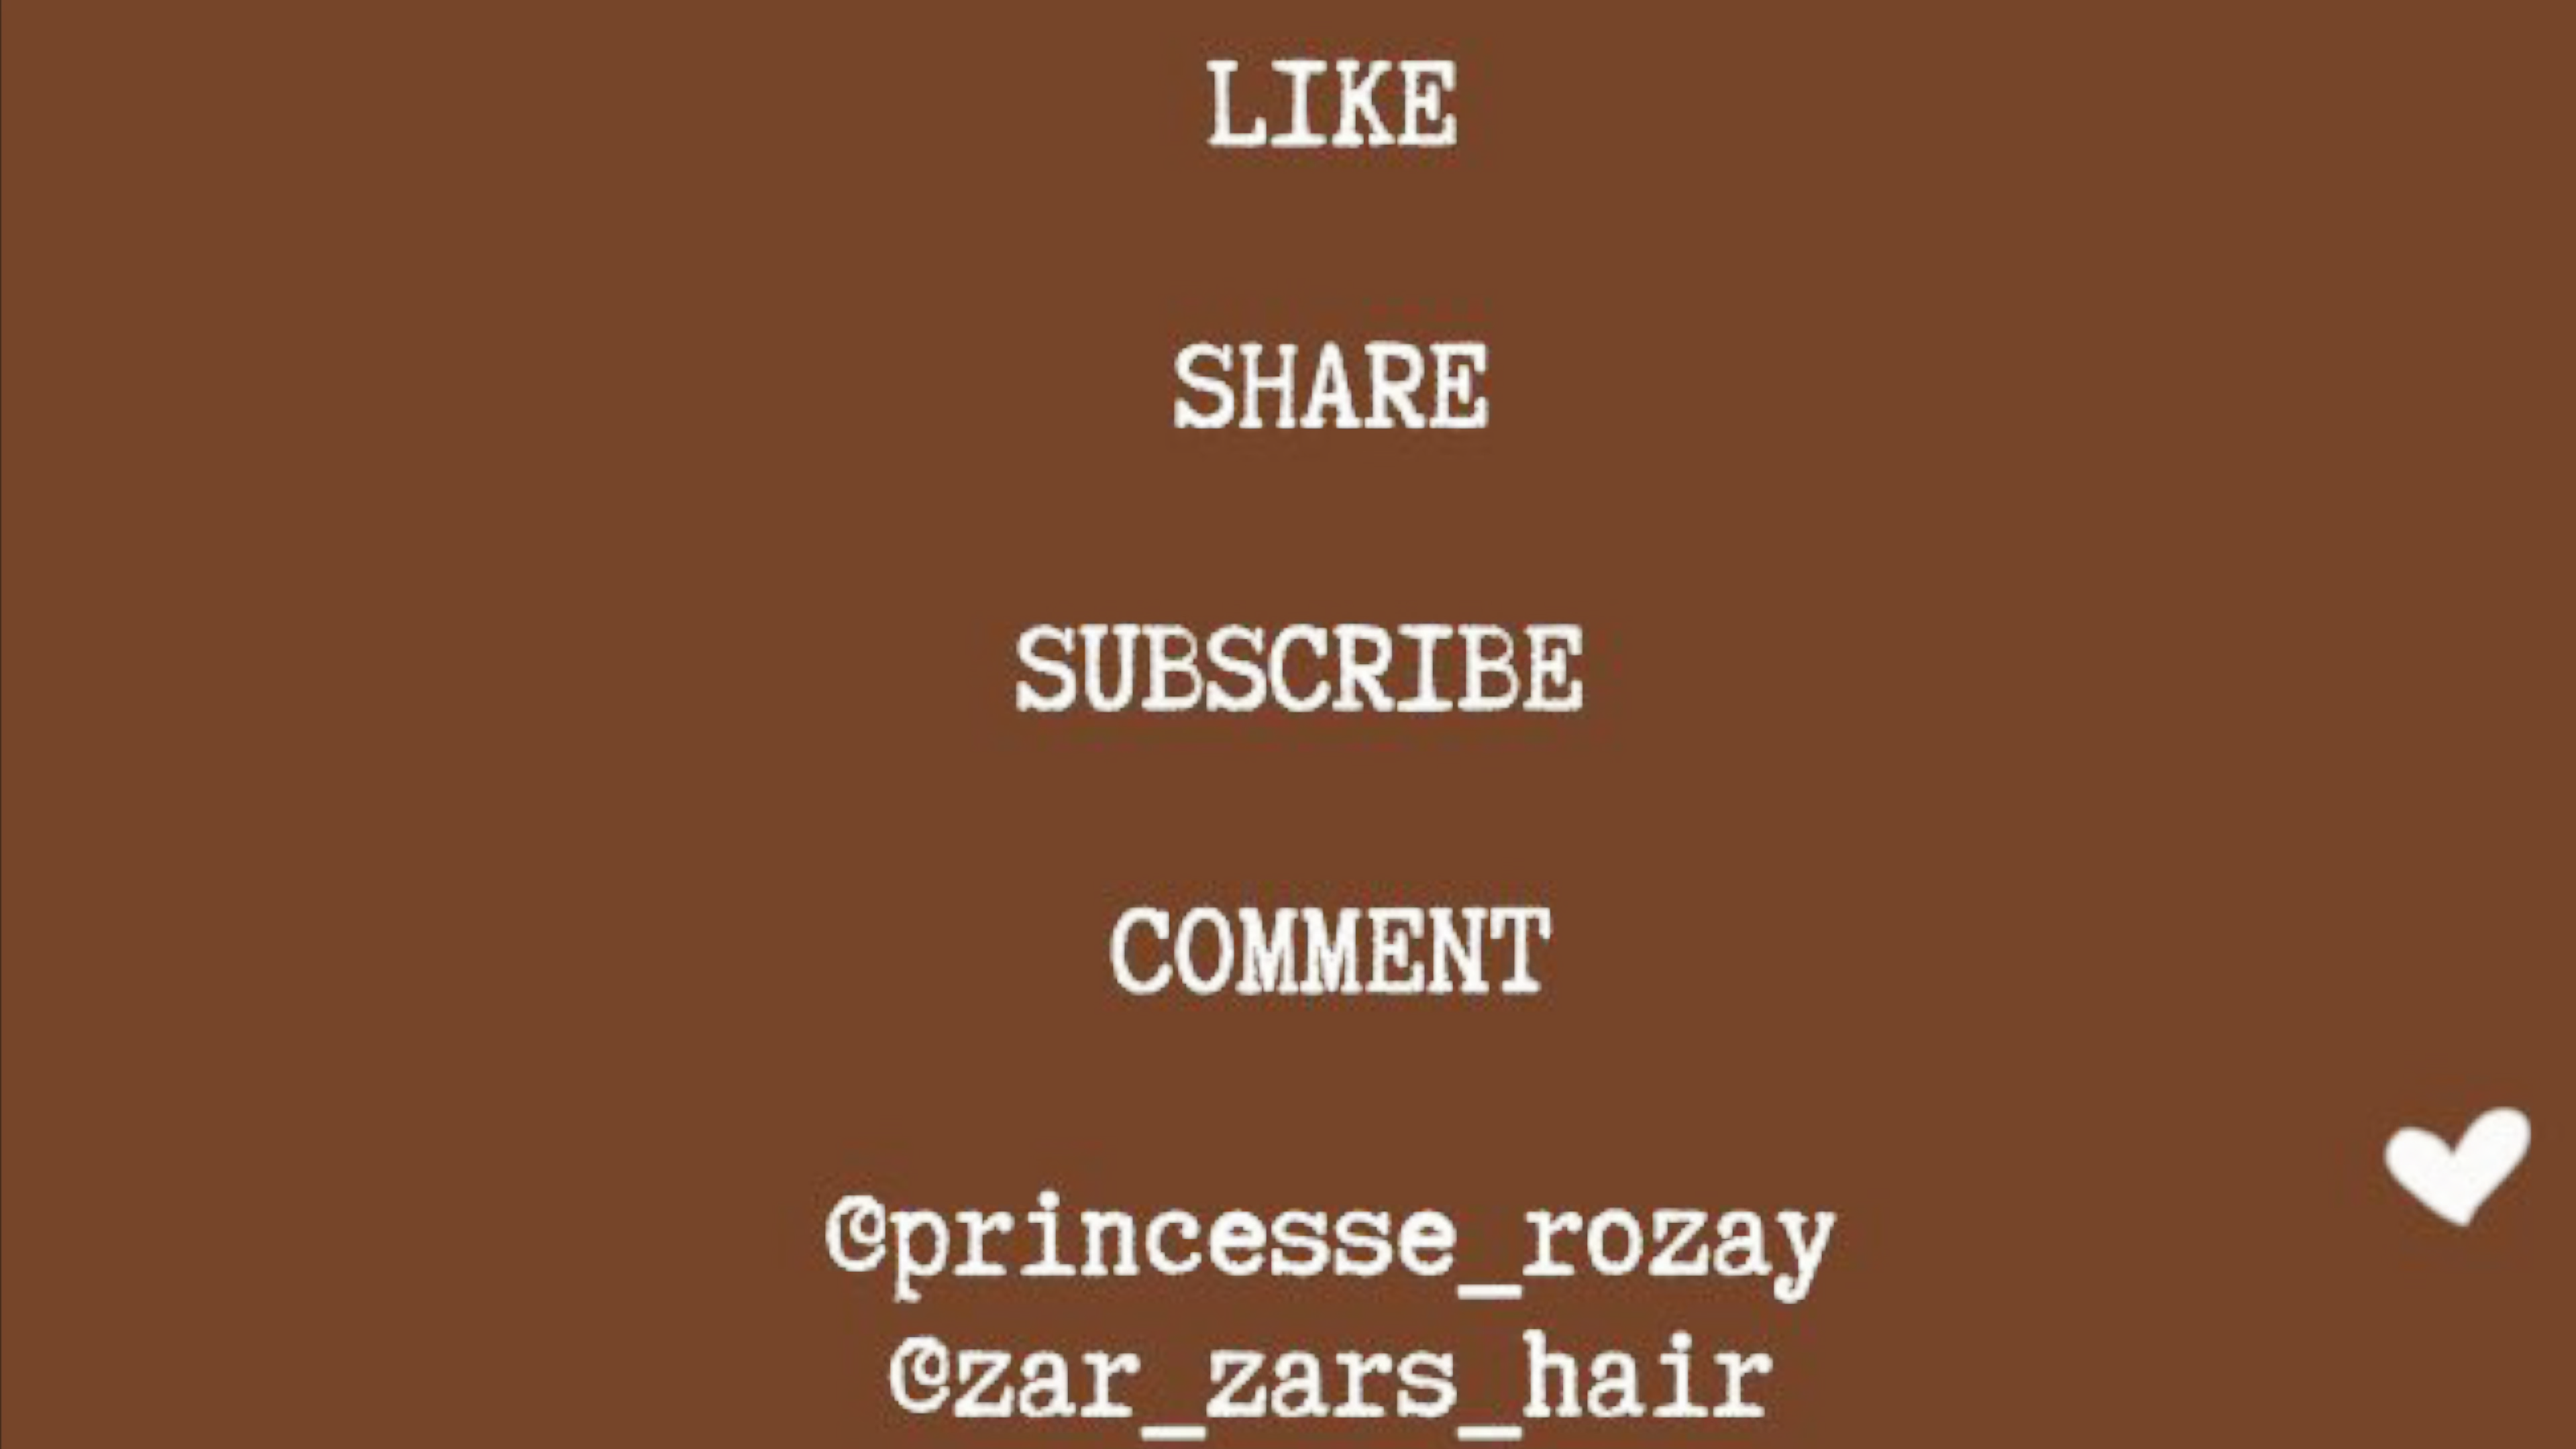 LIKE
SHARE
SUBSCRIBE
COMMENT
@princesse_rozay
@zar_zars_hair